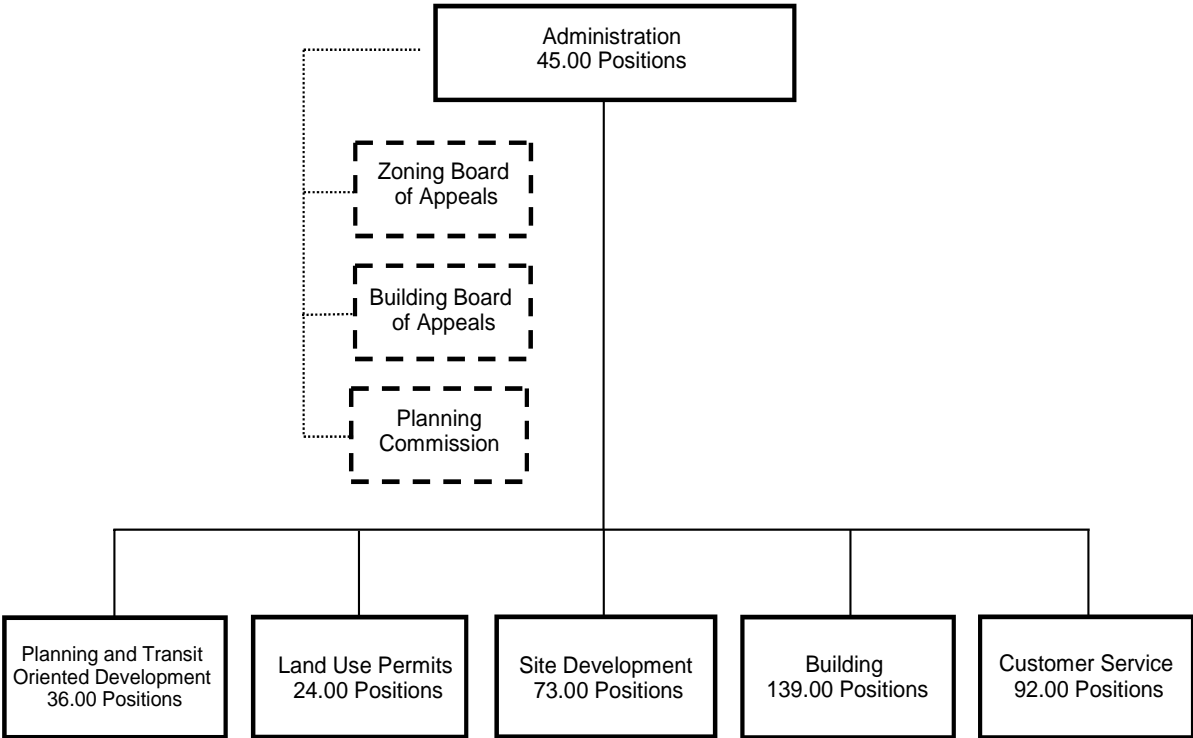 Administration
45.00 Positions
Zoning Board
of Appeals
Building Board
of Appeals
Planning
Commission
Planning and Transit
Oriented Development
36.00 Positions
Land Use Permits
24.00 Positions
Site Development
73.00 Positions
Building
139.00 Positions
Customer Service
92.00 Positions